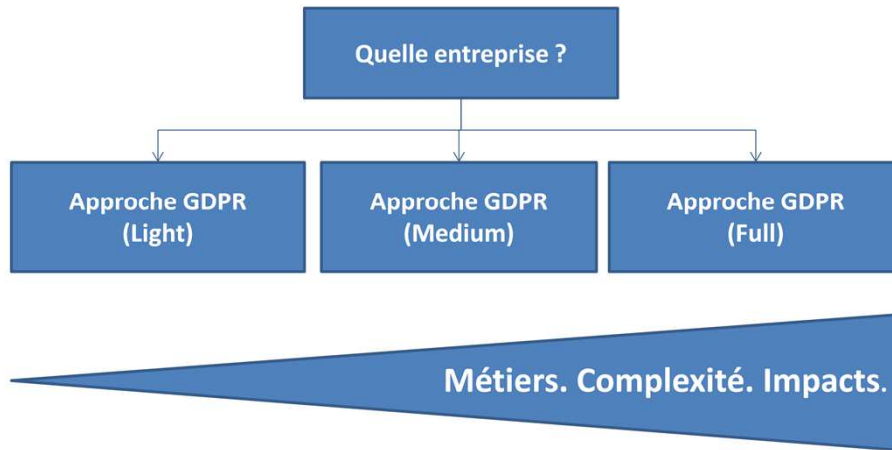 Quelle entreprise ?
Approche GDPR
(Light)
Approche GDPR
(Medium)
Approche GDPR
(Full)
Métiers. Complexité. Impacts.